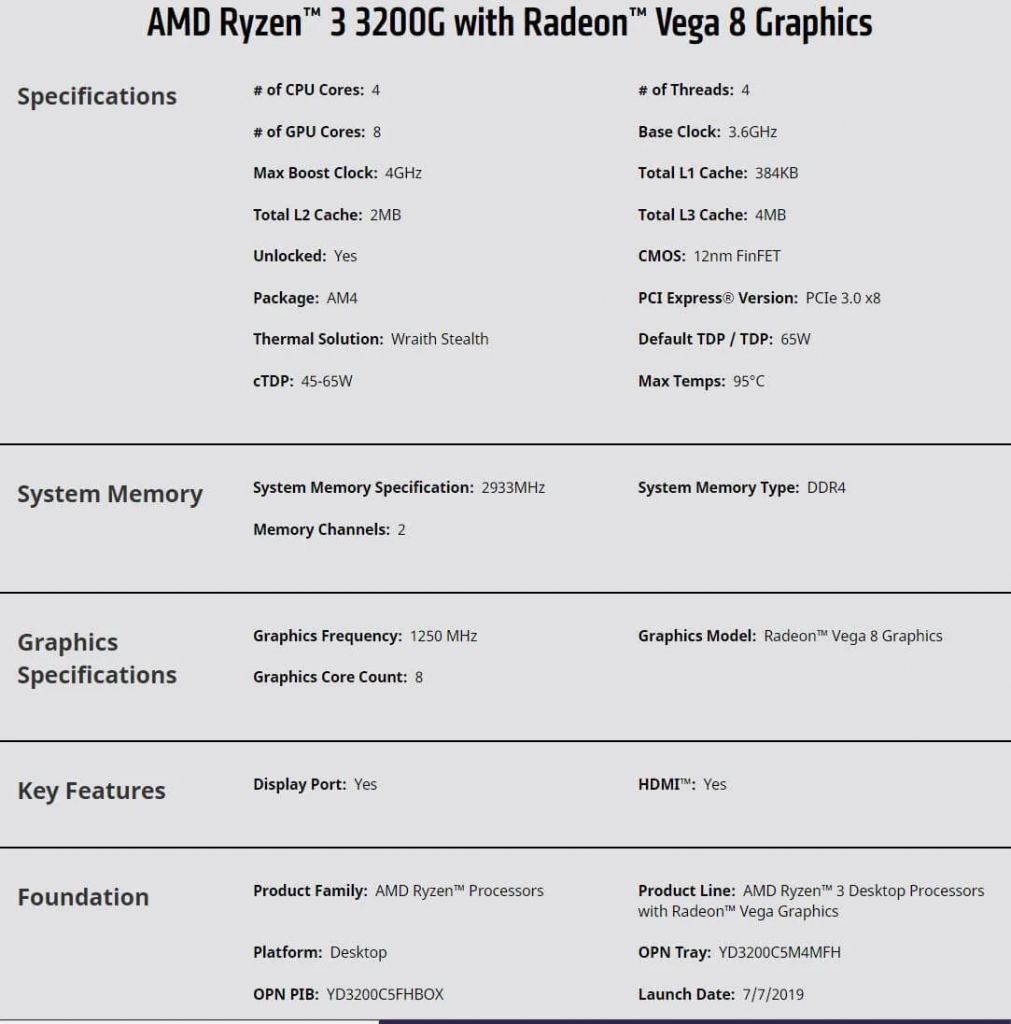 AMD Ryzen™ 3 3200G with Radeon™ Vega 8 Graphics
Specifications
# of CPU Cores: 4
# of Threads: 4
# of GPU Cores: 8
Base Clock: 3.6GHz
Max Boost Clock: 4GHz
Total L1 Cache: 384KB
Total L2 Cache: 2MB
Total L3 Cache: 4MB
Unlocked: Yes
CMOS: 12nm FinFET
Package: AM4
PCI Express® Version: PCIe 3.0 x8
Thermal Solution: Wraith Stealth
Default TDP / TDP: 65W
cTDP: 45-65W
Max Temps: 95°C
System Memory
System Memory Specification: 2933MHz
System Memory Type: DDR4
Memory Channels: 2
Graphics
Specifications
Graphics Frequency: 1250 MHz
Graphics Model: Radeon™ Vega 8 Graphics
Graphics Core Count: 8
Key Features
Display Port: Yes
HDMI™: Yes
Foundation
Product Family: AMD Ryzen™ Processors
Product Line: AMD Ryzen™ 3 Desktop Processors
with Radeon™ Vega Graphics
Platform: Desktop
OPN Tray: YD3200C5M4MFH
OPN PIB: YD3200C5FHBOX
Launch Date: 7/7/2019